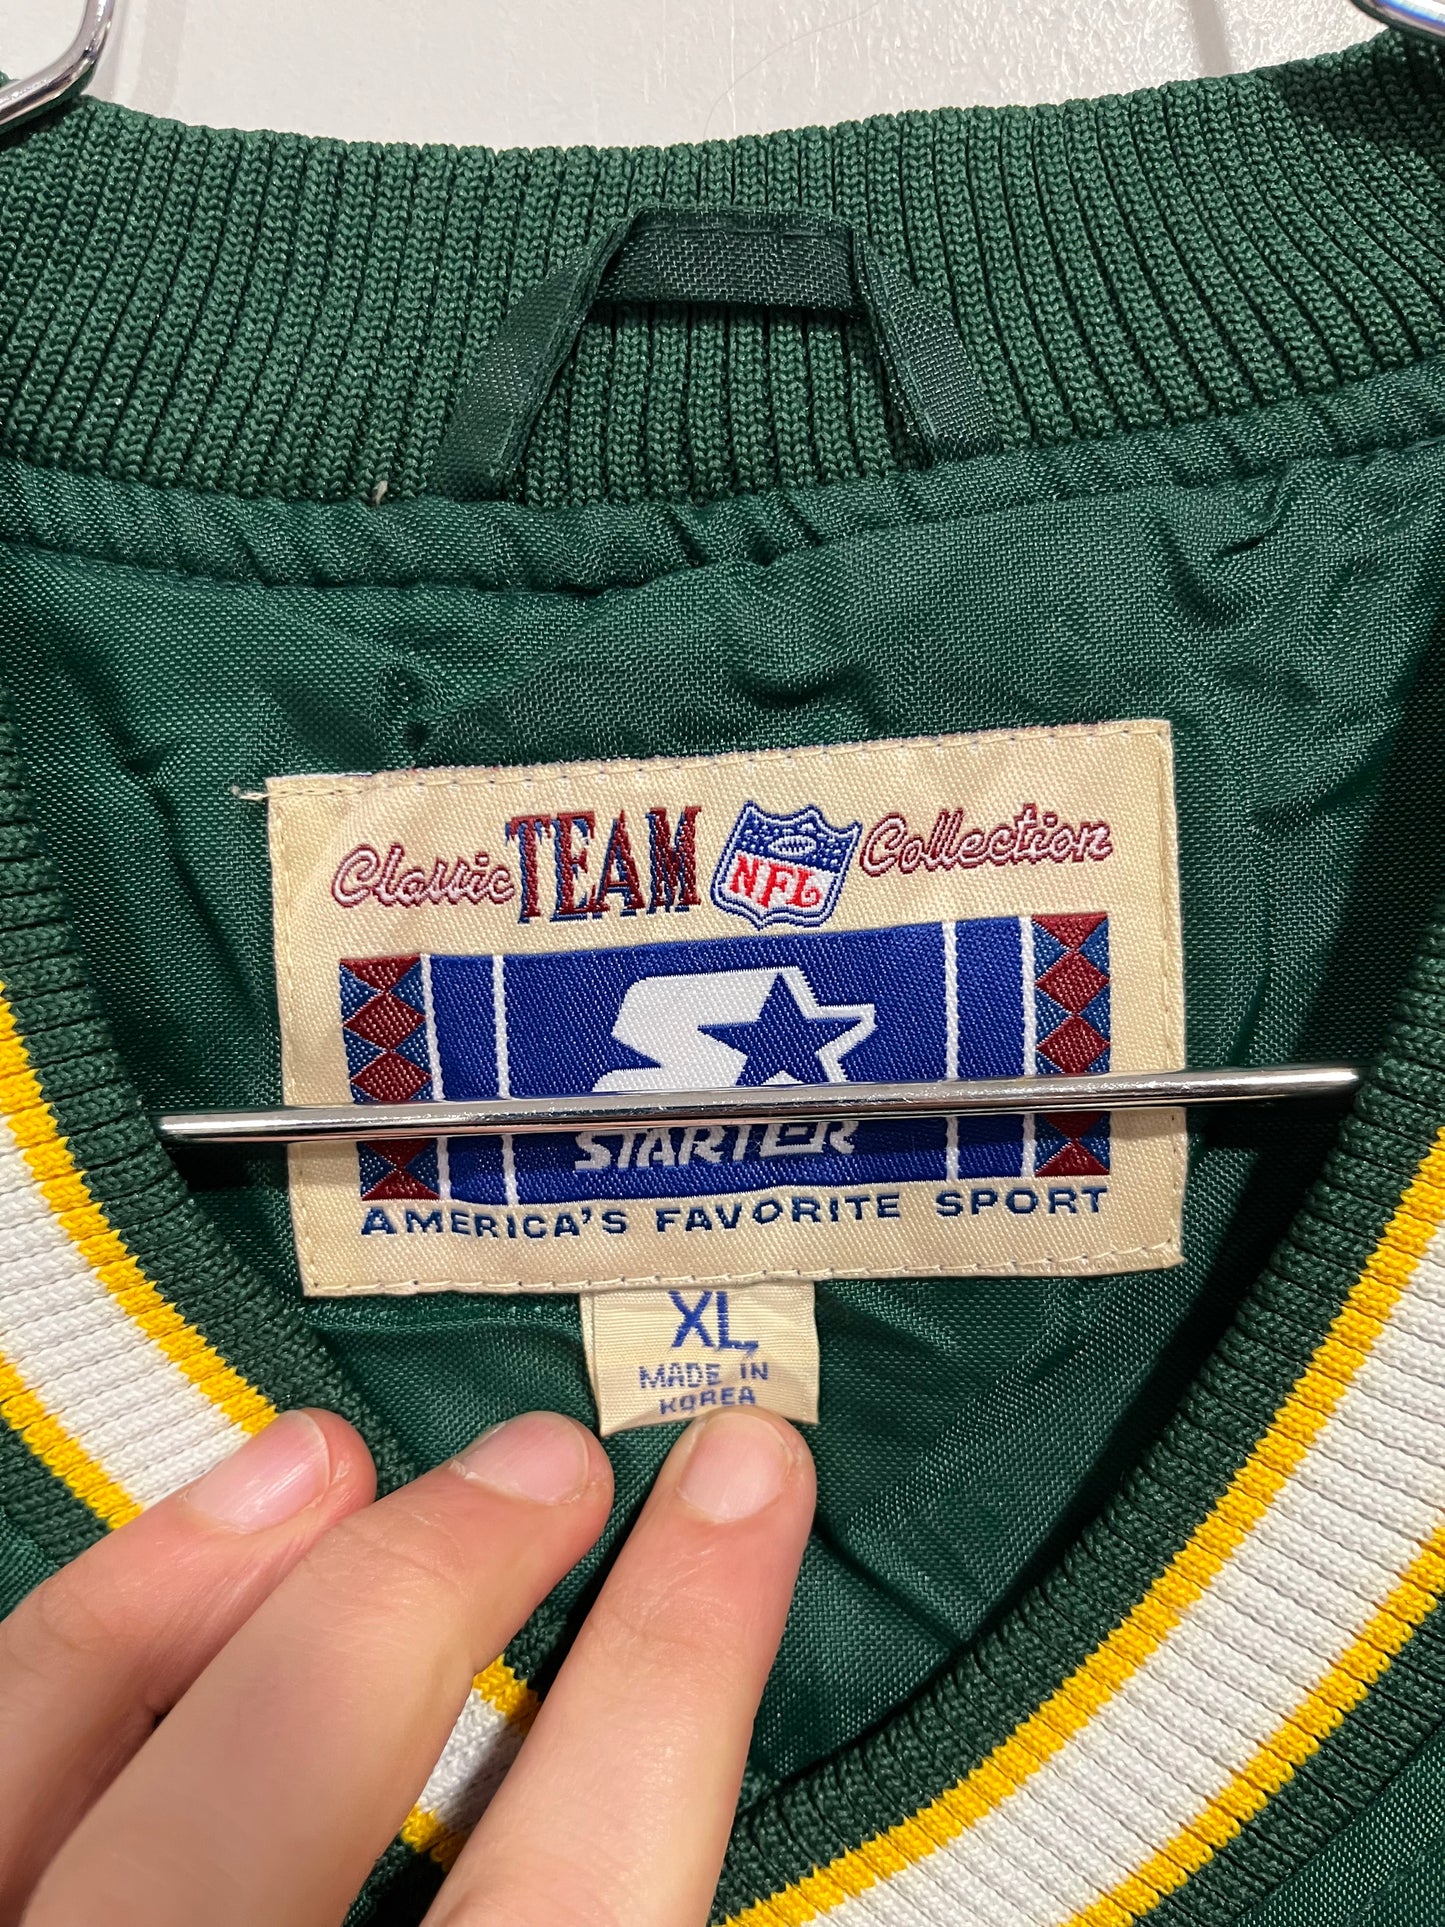 Classic TEAM NFL Collection
STARTER
AMERICA'S FAVORITE SPORT
XL
MADE IN
KOREA